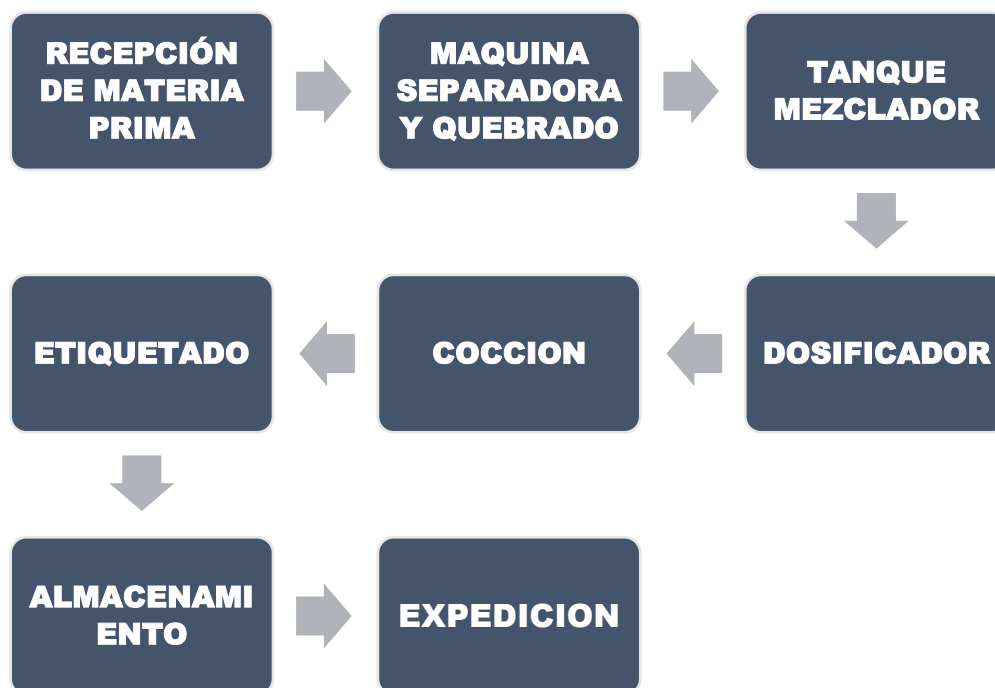 RECEPCIÓN
DE MATERIA
PRIMA
MAQUINA
SEPARADORA
Y QUEBRADO
TANQUE
MEZCLADOR
DOSIFICADOR
COCCION
ETIQUETADO
ALMACENAMI
ENTO
EXPEDICION